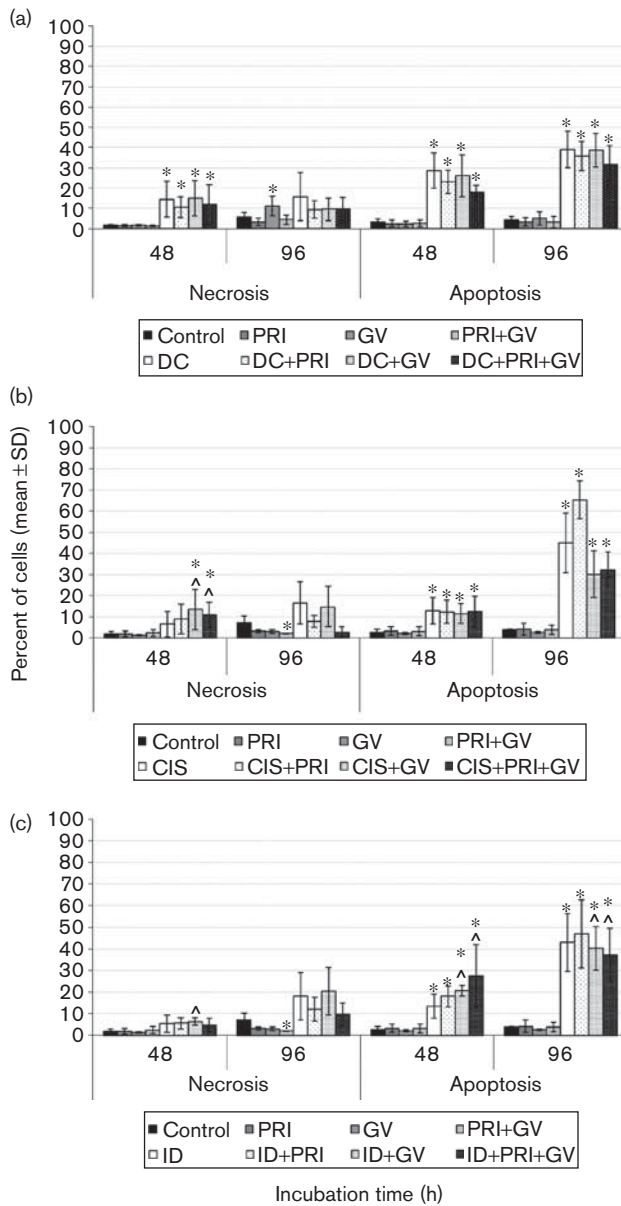 (a)
100
90
80
70
60
50
40
30
20
10
0
* * * * * * * * * * * * *
48 96 48 96
Necrosis Apoptosis
Control PRI GV PRI+GV
DC DC+PRI DC+GV DC+PRI+GV
(b)
Percent of cells (mean ± SD)
100
90
80
70
60
50
40
30
20
10
0
* * * * * * * * * * *
^ ^
48 96 48 96
Necrosis Apoptosis
Control PRI GV PRI+GV
CIS CIS+PRI CIS+GV CIS+PRI+GV
(c)
100
90
80
70
60
50
40
30
20
10
0
* * * * * * * * *
^ ^ ^ ^ ^
48 96 48 96
Necrosis Apoptosis
Control PRI GV PRI+GV
ID ID+PRI ID+GV ID+PRI+GV
Incubation time (h)